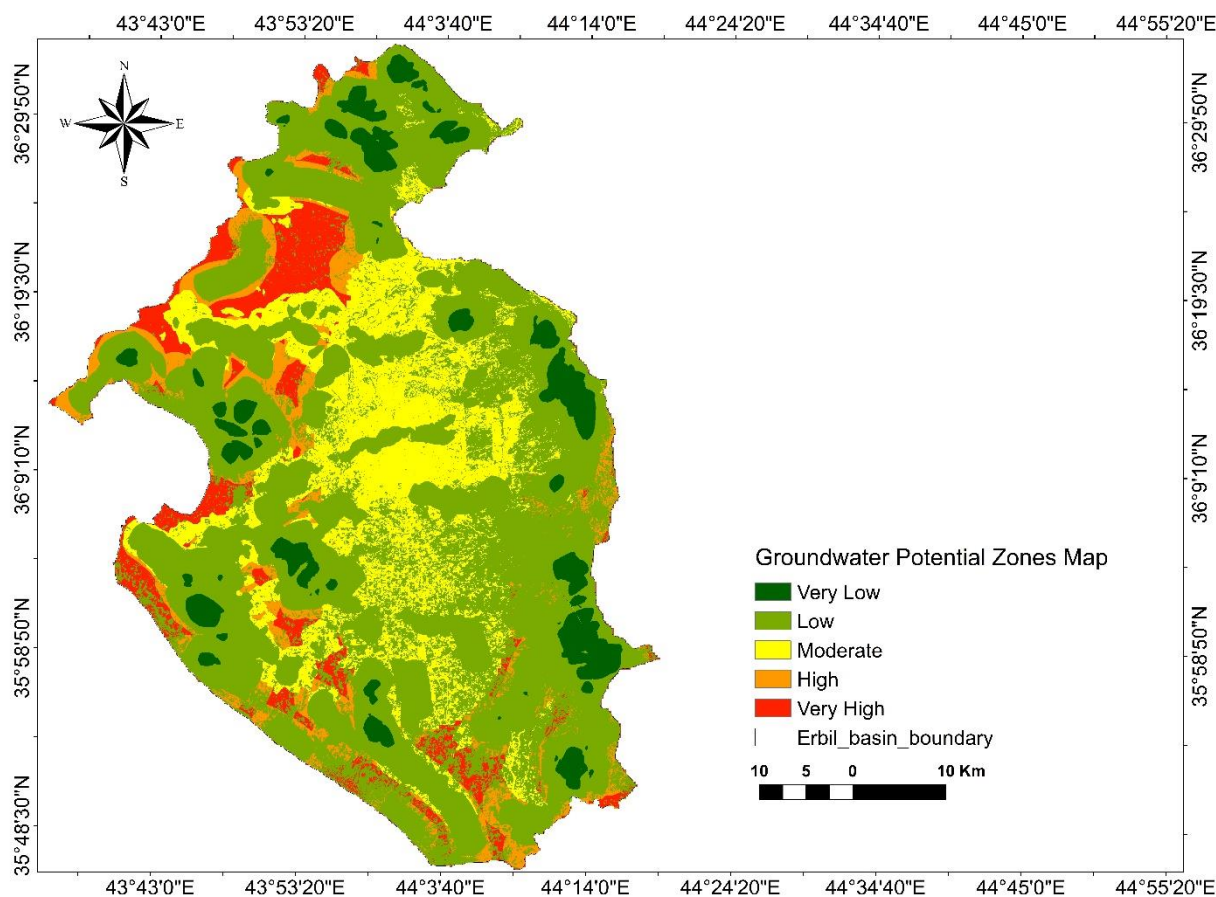 43°43'0"E 43°53'20"E 44°3'40"E 44°14'0"E 44°24'20"E 44°34'40"E 44°45'0"E 44°55'20"E
N
W E
S
36°29'50"N
36°19'30"N
36°9'10"N
35°58'50"N
35°48'30"N
36°29'50"N
36°19'30"N
36°9'10"N
35°58'50"N
35°48'30"N
Groundwater Potential Zones Map
Very Low
Low
Moderate
High
Very High
Erbil_basin_boundary
10 5 0 10 Km
43°43'0"E 43°53'20"E 44°3'40"E 44°14'0"E 44°24'20"E 44°34'40"E 44°45'0"E 44°55'20"E